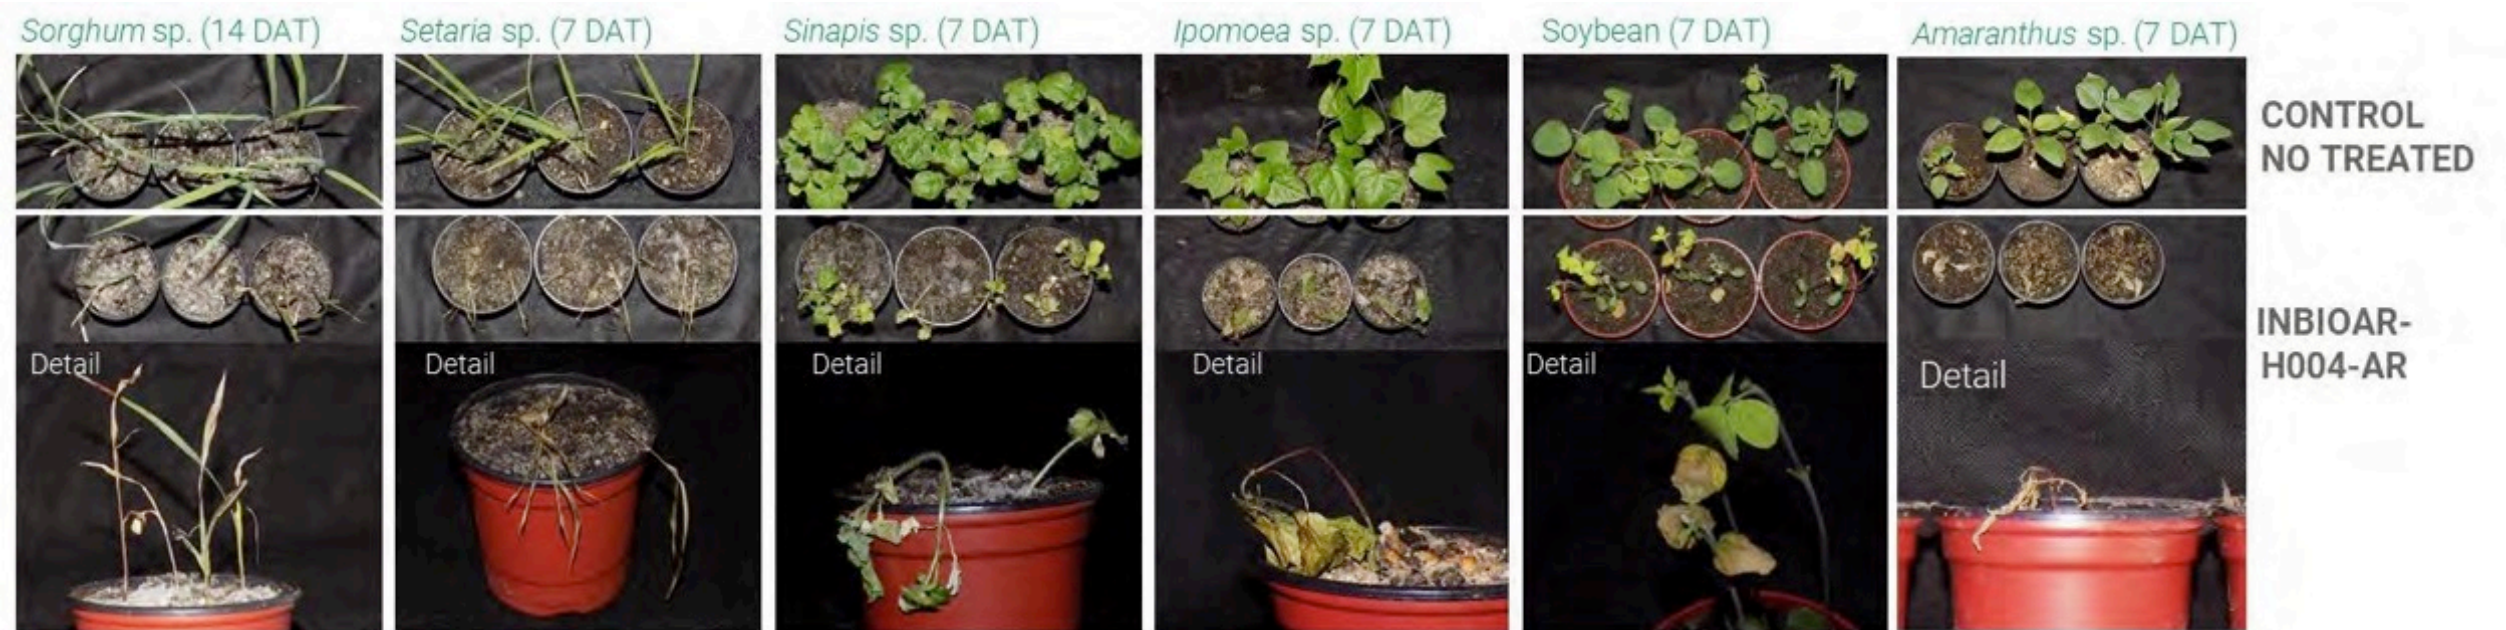 Sorghum sp. (14 DAT)
Setaria sp. (7 DAT)
Sinapis sp. (7 DAT)
Ipomoea sp. (7 DAT)
Soybean (7 DAT)
Amaranthus sp. (7 DAT)
CONTROL
NO TREATED
INBIOAR-
H004-AR
Detail
Detail
Detail
Detail
Detail
Detail